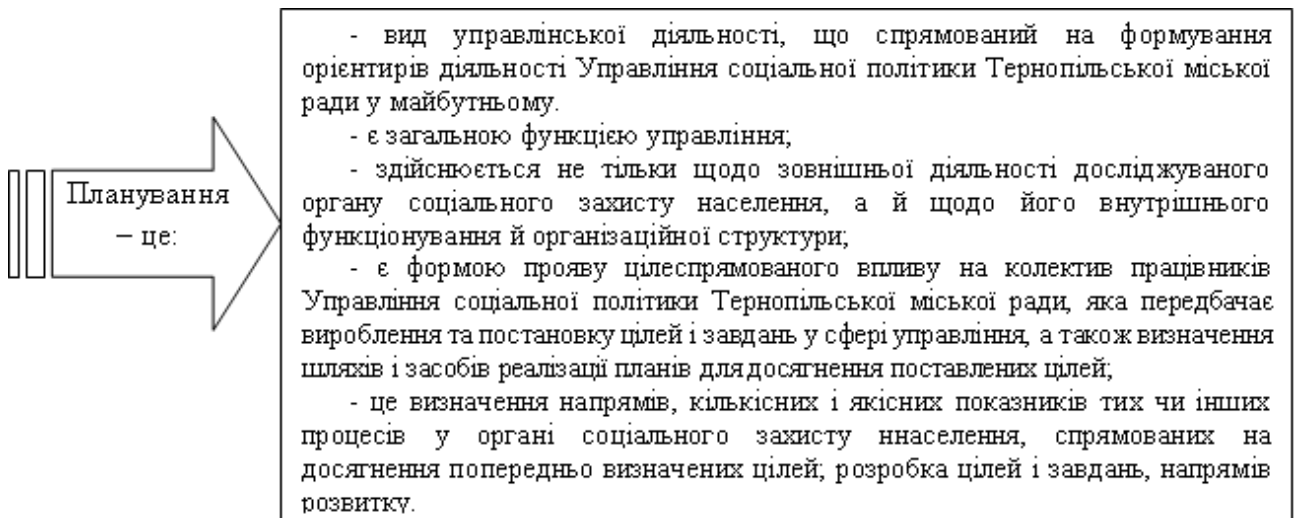 Планування
– це:
- вид управлінської діяльності, що спрямований на формування
орієнтирів діяльності Управління соціальної політики Тернопільської міської
ради у майбутньому.
- є загальною функцією управління;
- здійснюється не тільки щодо зовнішньої діяльності досліджуваного
органу соціального захисту населення, а й щодо його внутрішнього
функціонування й організаційної структури;
- є формою прояву цілеспрямованого впливу на колектив працівників
Управління соціальної політики Тернопільської міської ради, яка передбачає
вироблення та постановку цілей і завдань у сфері управління, а також визначення
шляхів і засобів реалізації планів для досягнення поставлених цілей;
- це визначення напрямів, кількісних і якісних показників тих чи інших
процесів у органі соціального захисту ннаселення, спрямованих на
досягнення попередньо визначених цілей; розробка цілей і завдань, напрямів
розвитку.